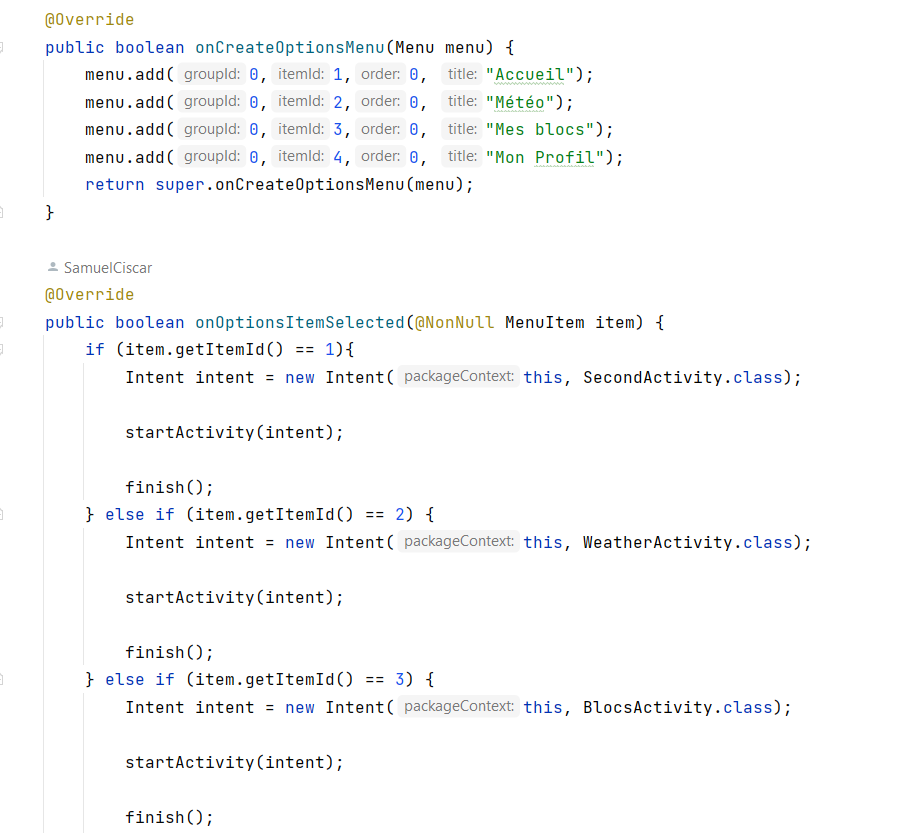 @Override
public boolean onCreateOptionsMenu(Menu menu) {
menu.add( groupId: 0, itemId: 1, order: 0, title: "Accueil");
menu.add( groupId: 0, itemId: 2, order: 0, title: "Météo");
menu.add( groupId: 0, itemId: 3, order: 0, title: "Mes blocs");
menu.add( groupId: 0, itemId: 4, order: 0, title: "Mon Profil");
return super.onCreateOptionsMenu(menu);
}
SamuelCiscar
@Override
public boolean onOptionsItemSelected(@NonNull MenuItem item) {
if (item.getItemId() == 1){
Intent intent = new Intent( packageContext: this, SecondActivity.class);
startActivity(intent);
finish();
} else if (item.getItemId() == 2) {
Intent intent = new Intent( packageContext: this, WeatherActivity.class);
startActivity(intent);
finish();
} else if (item.getItemId() == 3) {
Intent intent = new Intent( packageContext: this, BlocsActivity.class);
startActivity(intent);
finish();